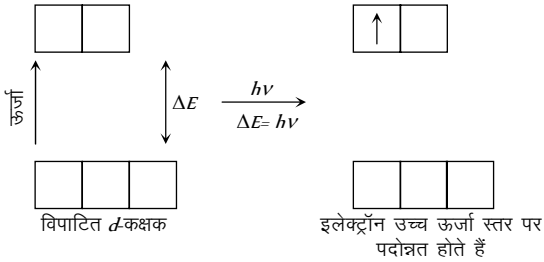 ऊर्जा
ΔE
hν
ΔE= hν
विपाटित d-कक्षक
इलेक्ट्रॉन उच्च ऊर्जा स्तर पर
पदोन्नत होते हैं